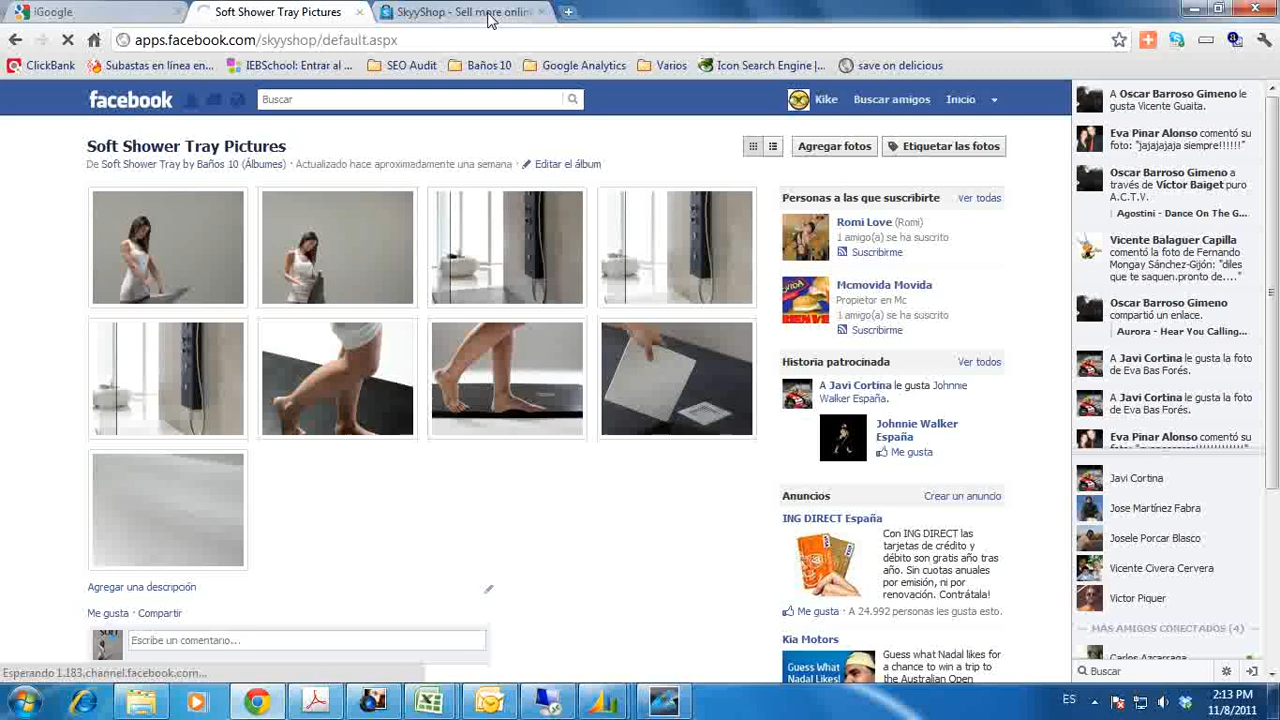 iGoogle
Soft Shower Tray Pictures
SkyyShop - Sell more onlin
apps.facebook.com/skyyshop/default.aspx
ClickBank
Subastas en línea en...
IEBSchool: Entrar al ...
SEO Audit
Baños 10
Google Analytics
Varios
Icon Search Engine |...
save on delicious
facebook
Buscar
Kike
Buscar amigos
Inicio
Soft Shower Tray Pictures
De Soft Shower Tray by Baños 10 (Álbumes) · Actualizado hace aproximadamente una semana · Editar el álbum
Agregar fotos
Etiquetar las fotos
Personas a las que suscribirte
Ver todas
Romi Love (Romi)
1 amigo(a) se ha suscrito
Suscribirme
Mcmovida Movida
Propietor en Mc
1 amigo(a) se ha suscrito
Suscribirme
Historia patrocinada
Ver todos
A Javi Cortina le gusta Johnnie
Walker España.
Johnnie Walker
España
Me gusta
Anuncios
Crear un anuncio
ING DIRECT España
Con ING DIRECT las
tarjetas de crédito y
débito son gratis año tras
año. Sin cuotas anuales
por emisión, ni por
renovación. Contrátala!
Me gusta · A 24.992 personas les gusta esto.
Kia Motors
Guess What
Nadal Likes!
Guess what Nadal likes for
a chance to win a trip to
the Australian Open
Agregar una descripción
Me gusta · Compartir
Escribe un comentario...
Esperando 1.183.channel.facebook.com...
A Oscar Barroso Gimeno le
gusta Vicente Guaita.
Eva Pinar Alonso comentó su
foto: "jajajajaja siempre!!!!!!"
Oscar Barroso Gimeno a
través de Víctor Baiget puro
A.C.T.V.
Agostini - Dance On The G...
Vicente Balaguer Capilla
comentó la foto de Fernando
Mongay Sánchez-Gijón: "diles
que te saquen.pronto de...."
Oscar Barroso Gimeno
compartió un enlace.
Aurora - Hear You Calling...
A Javi Cortina le gusta la foto
de Eva Bas Forés.
A Javi Cortina le gusta la foto
de Eva Bas Forés.
Eva Pinar Alonso comentó su
Javi Cortina
Jose Martínez Fabra
Josele Porcar Blasco
Vicente Civera Cervera
Victor Piquer
MÁS AMIGOS CONECTADOS (4)
Carlos Azcarraga
Buscar
ES
2:13 PM
11/8/2011